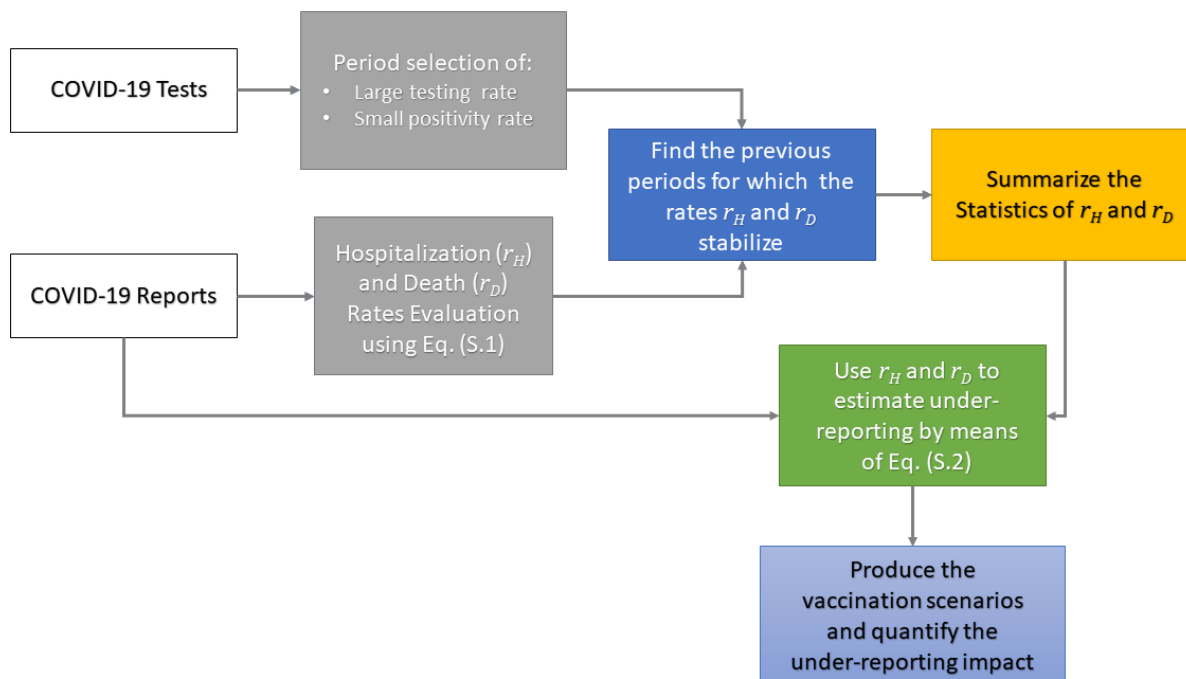 COVID-19 Tests
Period selection of:
• Large testing rate
• Small positivity rate
Find the previous
periods for which the
rates r_H and r_D
stabilize
Summarize the
Statistics of r_H and r_D
COVID-19 Reports
Hospitalization (r_H)
and Death (r_D)
Rates Evaluation
using Eq. (S.1)
Use r_H and r_D to
estimate under-
reporting by means
of Eq. (S.2)
Produce the
vaccination scenarios
and quantify the
under-reporting impact